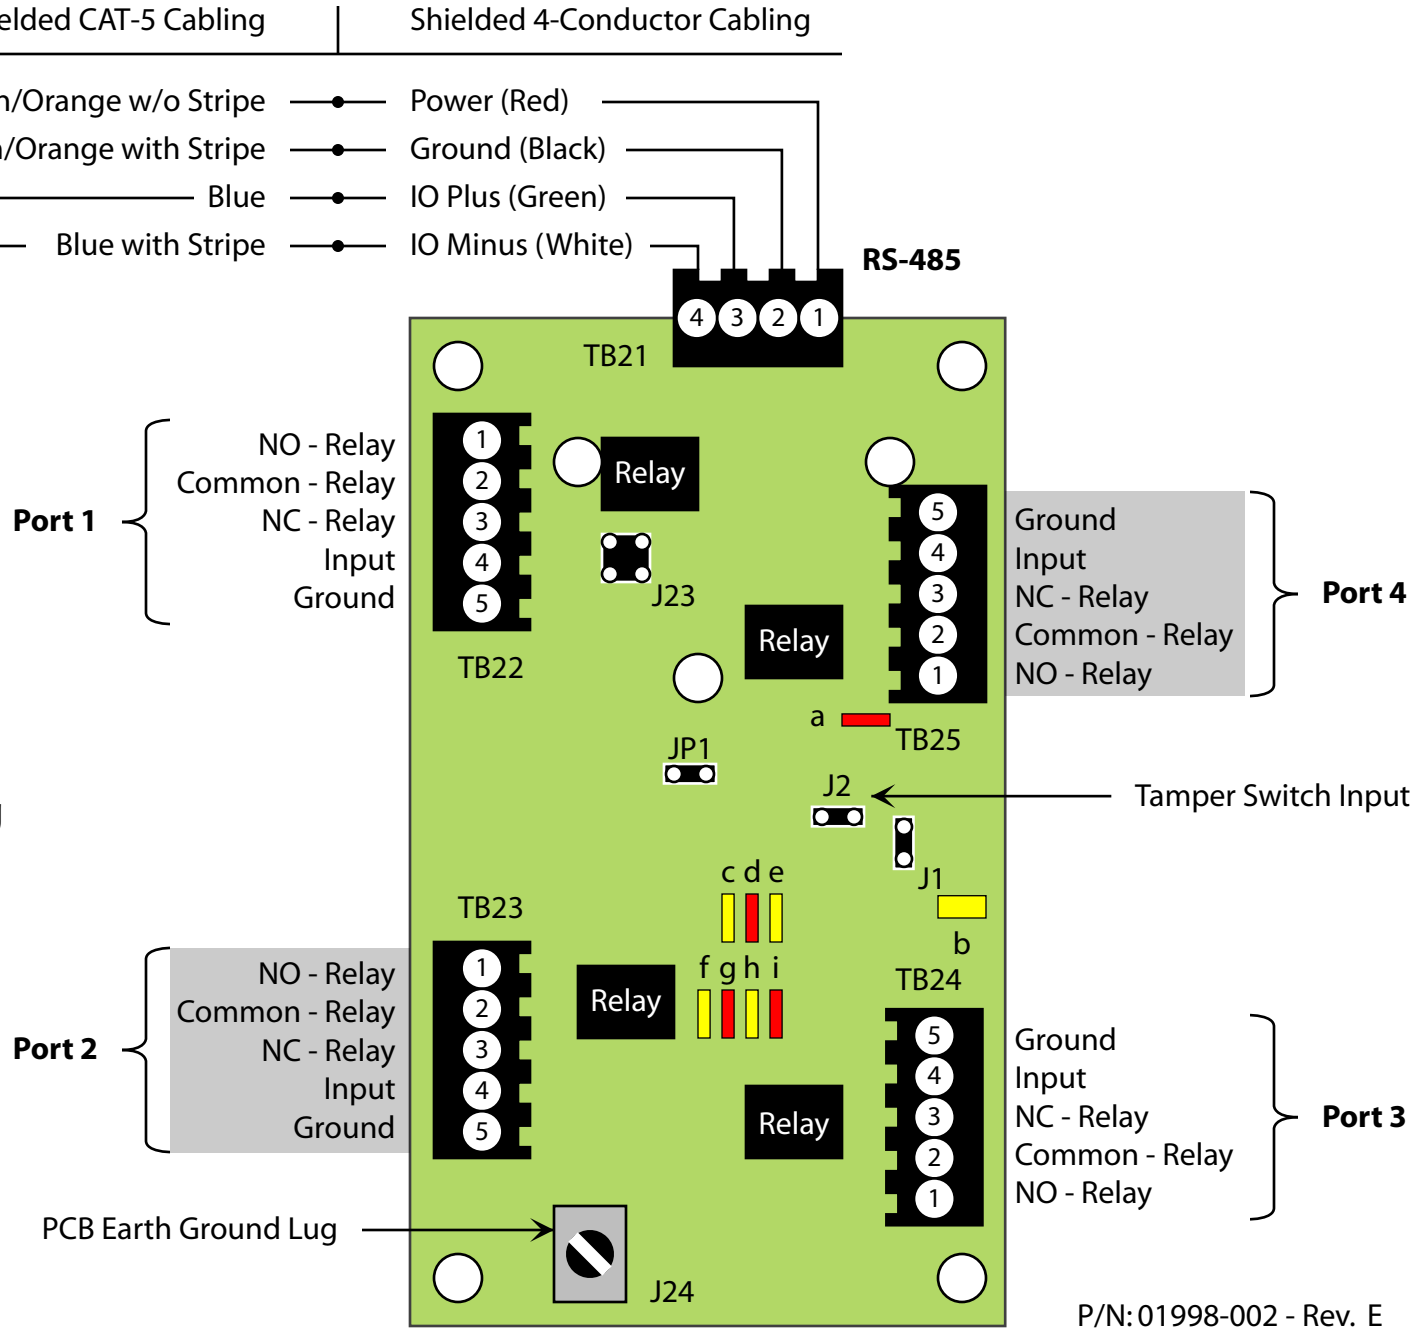 CAT-5 Cabling
Shielded 4-Conductor Cabling
w/o Stripe
Power (Red)
with Stripe
Ground (Black)
Blue
IO Plus (Green)
Blue with Stripe
IO Minus (White)
RS-485
4 3 2 1
TB21
Port 1
NO - Relay
Common - Relay
NC - Relay
Input
Ground
1
2
3
4
5
TB22
Relay
J23
Relay
5
4
3
2
1
Ground
Input
NC - Relay
Common - Relay
NO - Relay
Port 4
a
TB25
JP1
J2
Tamper Switch Input
J1
b
c d e
f g h i
TB23
Port 2
NO - Relay
Common - Relay
NC - Relay
Input
Ground
1
2
3
4
5
Relay
Relay
TB24
5
4
3
2
1
Ground
Input
NC - Relay
Common - Relay
NO - Relay
Port 3
PCB Earth Ground Lug
J24
P/N: 01998-002 - Rev. E